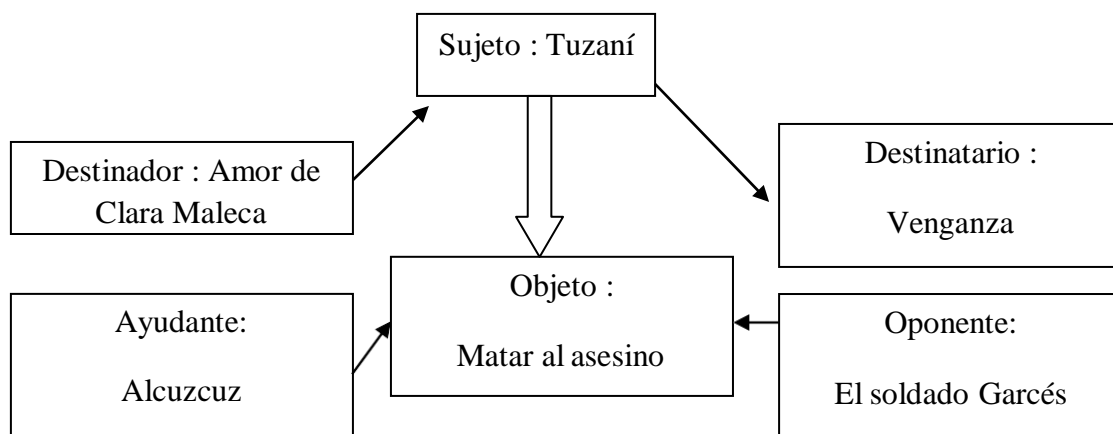 Sujeto : Tuzaní
Destinador : Amor de
Clara Maleca
Destinatario :
Venganza
Objeto :
Matar al asesino
Ayudante:
Alcuzcuz
Oponente:
El soldado Garcés